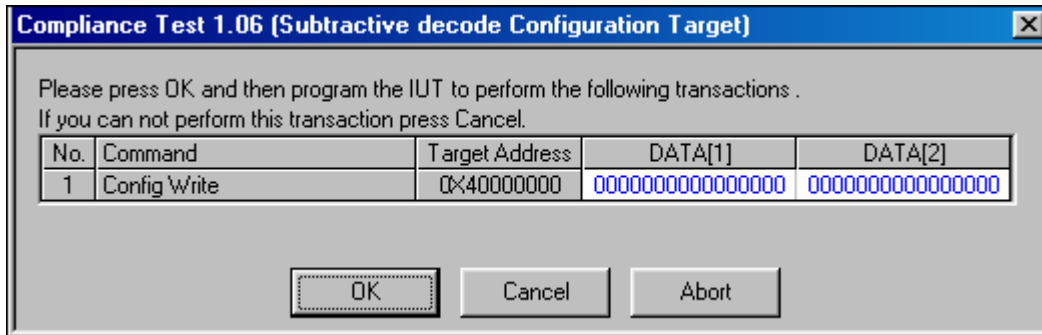 Compliance Test 1.06 (Subtractive decode Configuration Target)
Please press OK and then program the IUT to perform the following transactions .
If you can not perform this transaction press Cancel.
No. Command Target Address DATA[1] DATA[2]
1 Config Write 0X40000000 0000000000000000 0000000000000000
OK Cancel Abort